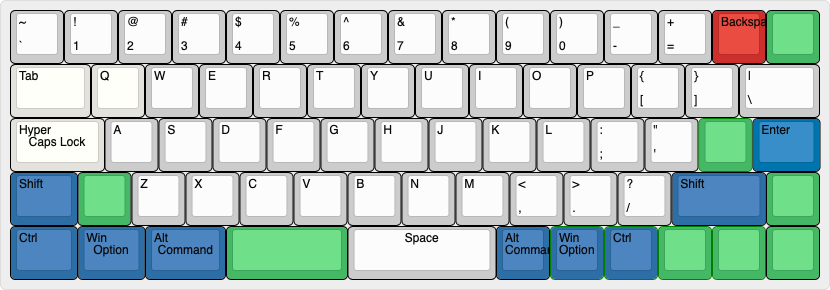 ~ ! @ # $ % ^ & * ( ) _ + Backspa
` 1 2 3 4 5 6 7 8 9 0 - =
Tab Q W E R T Y U I O P { } |
[ ] \
Hyper A S D F G H J K L : " Enter
Caps Lock
; '
Shift Z X C V B N M < > ? Shift
, . /
Ctrl Win Alt Space Alt Win Ctrl
Option Command Comma Option